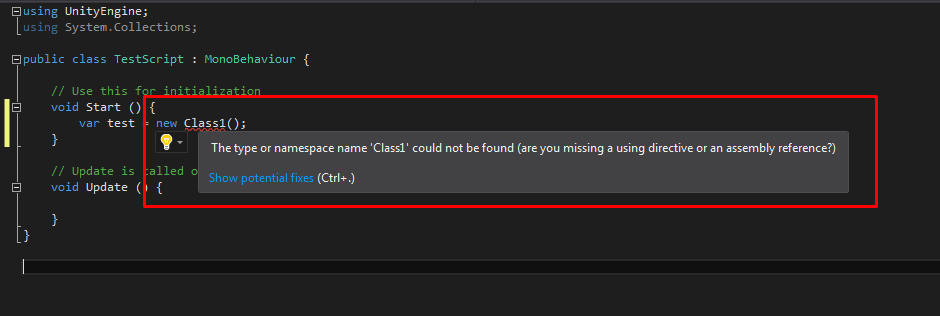 using UnityEngine;
using System.Collections;
public class TestScript : MonoBehaviour {
// Use this for initialization
void Start () {
var test = new Class1();
}
The type or namespace name 'Class1' could not be found (are you missing a using directive or an assembly reference?)
Show potential fixes (Ctrl+.)
// Update is called o
void Update () {
}
}